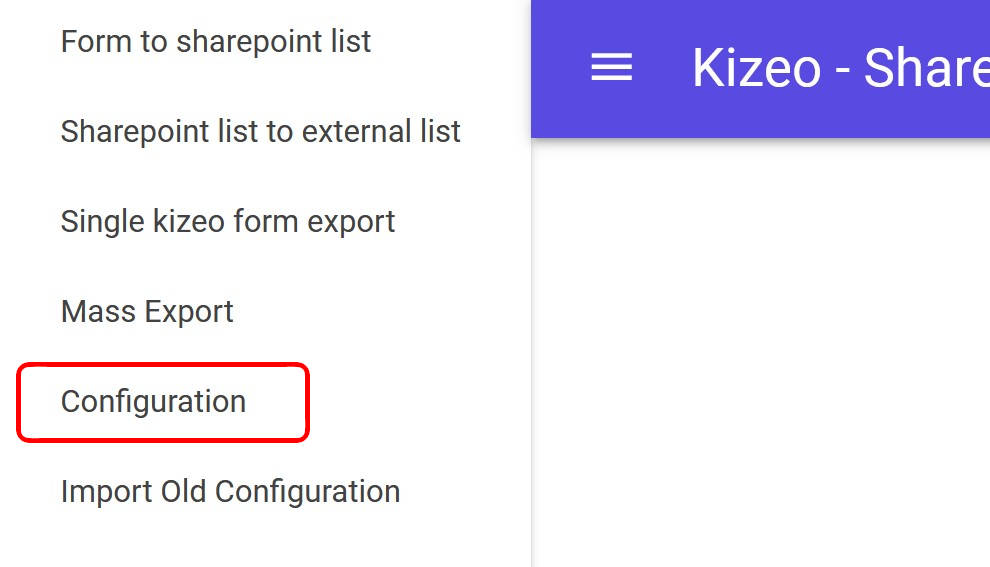 Form to sharepoint list
Sharepoint list to external list
Single kizeo form export
Mass Export
Configuration
Import Old Configuration
Kizeo - Share